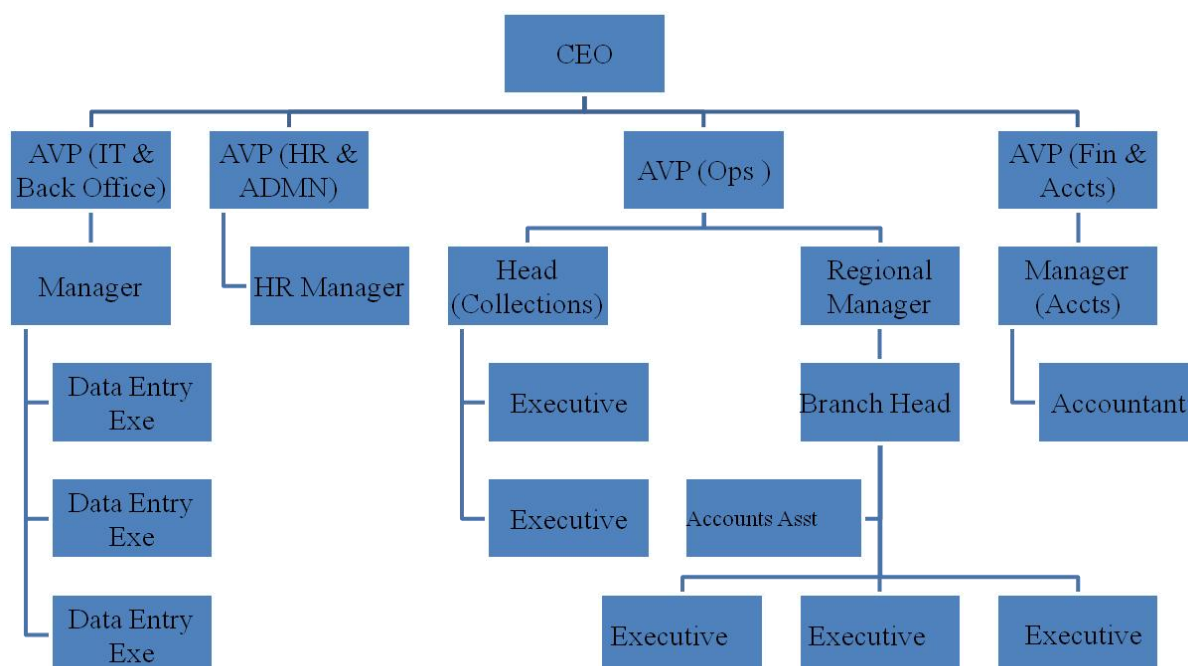 CEO
AVP (IT &
Back Office)
AVP (HR &
ADMN)
AVP (Ops )
AVP (Fin &
Accts)
Manager
HR Manager
Head
(Collections)
Regional
Manager
Manager
(Accts)
Data Entry
Exe
Executive
Branch Head
Accountant
Data Entry
Exe
Executive
Accounts Asst
Data Entry
Exe
Executive
Executive
Executive